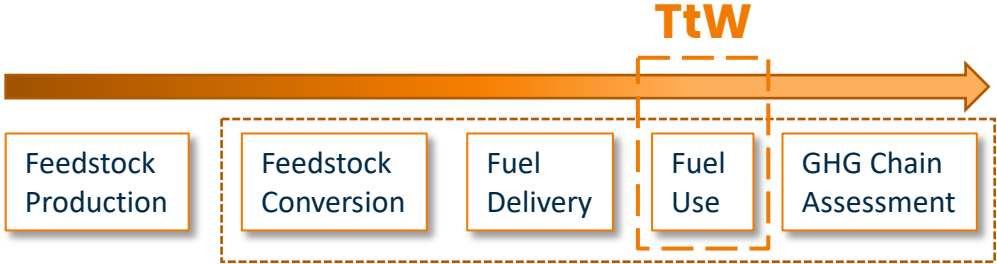 TtW
Feedstock
Production
Feedstock
Conversion
Fuel
Delivery
Fuel
Use
GHG Chain
Assessment